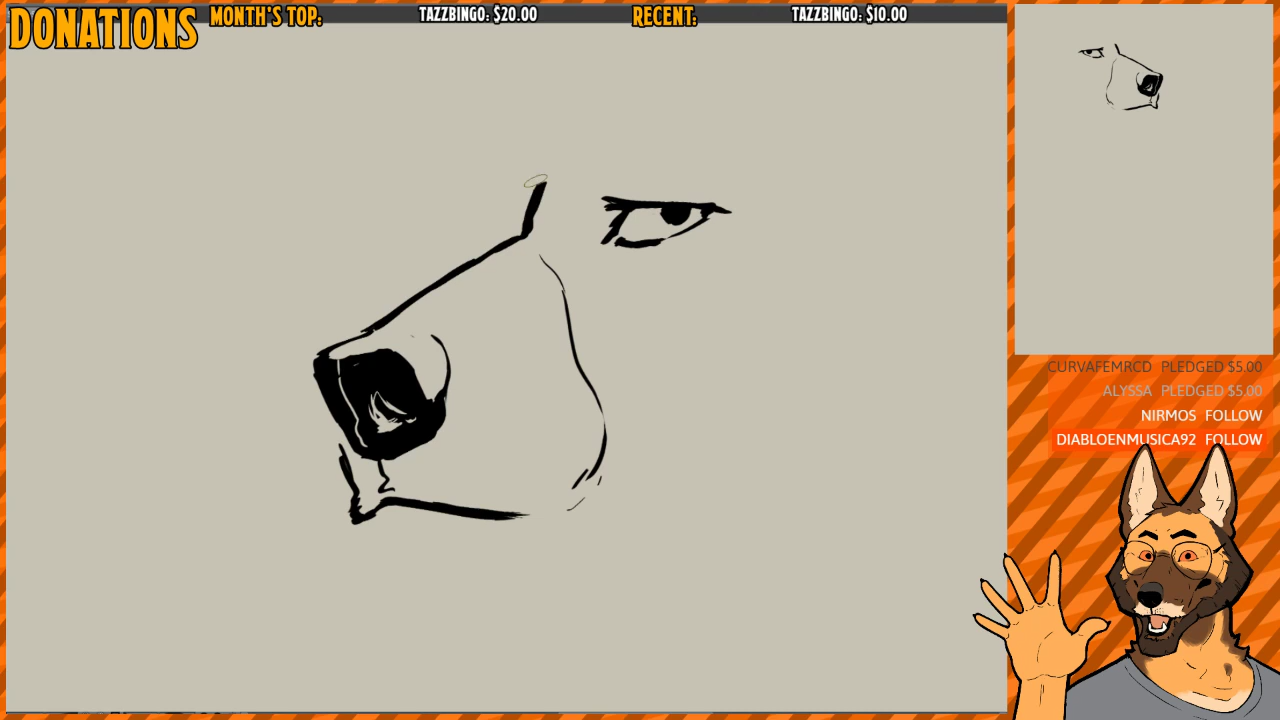 DONATIONS
MONTH'S TOP: TAZZBINGO: $20.00 RECENT: TAZZBINGO: $10.00
CURVAFEMRCD PLEDGED $5.00
ALYSSA PLEDGED $5.00
NIRMOS FOLLOW
DIABLOENMUSICA92 FOLLOW